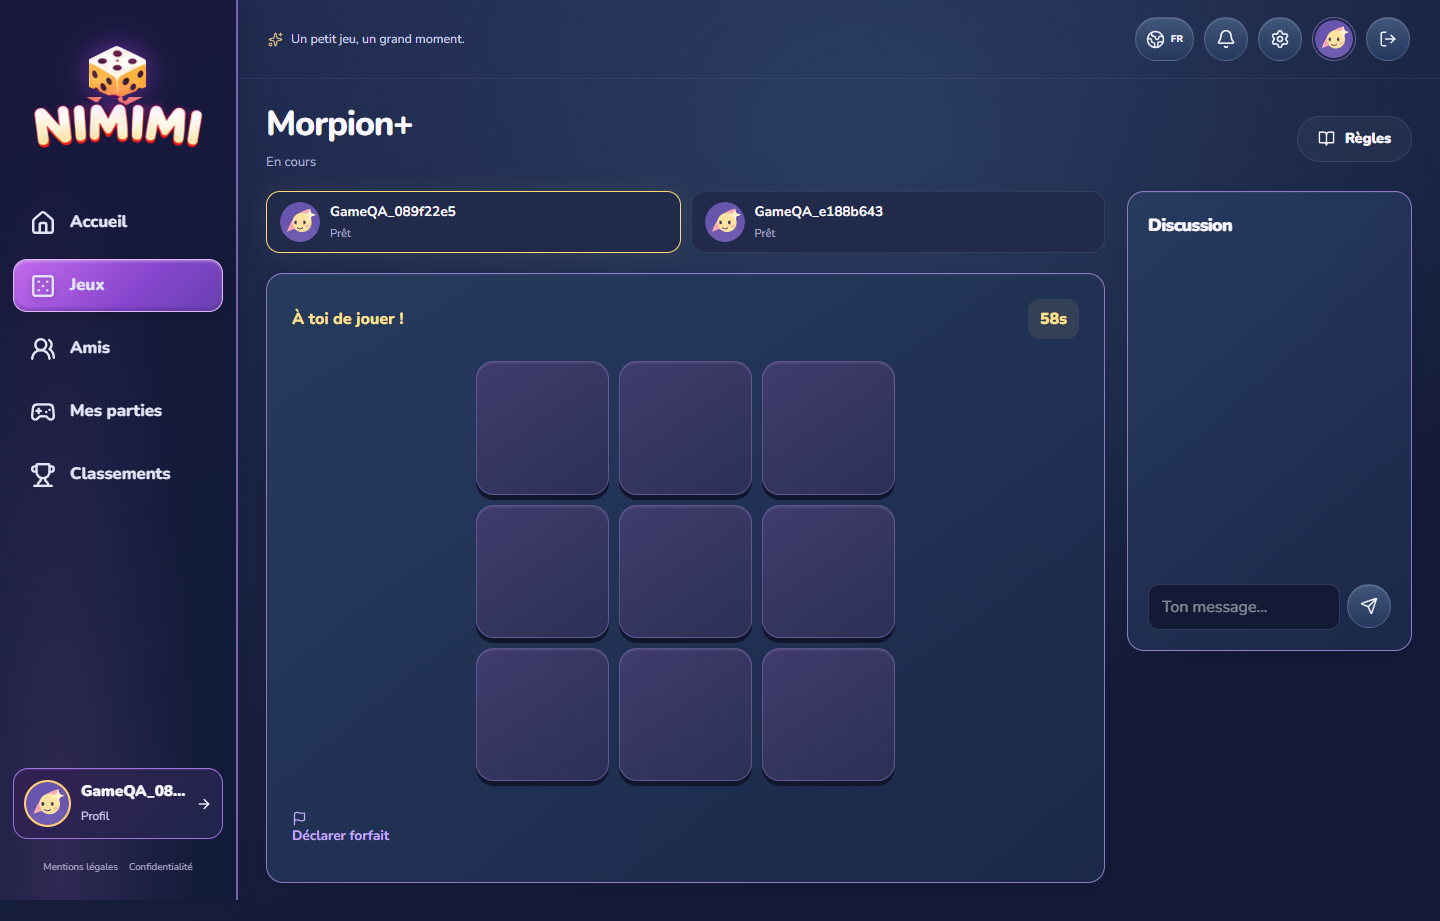 NIMIMI
Un petit jeu, un grand moment.
FR
Accueil
Jeux
Amis
Mes parties
Classements
GameQA_08...
Profil
Mentions légales Confidentialité
Morpion+
En cours
Règles
GameQA_089f22e5
Prêt
GameQA_e188b643
Prêt
À toi de jouer !
58s
Déclarer forfait
Discussion
Ton message...